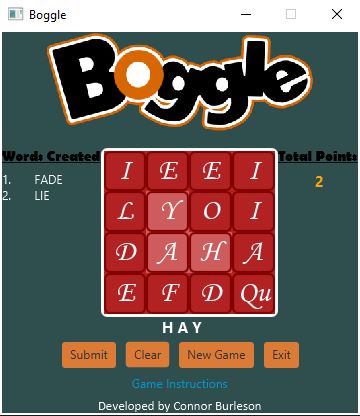 Boggle
Boggle
Words Created
Total Points
1. FADE
2. LIE
2
I E E I
L Y O I
D A H A
E F D Qu
H A Y
Submit Clear New Game Exit
Game Instructions
Developed by Connor Burleson